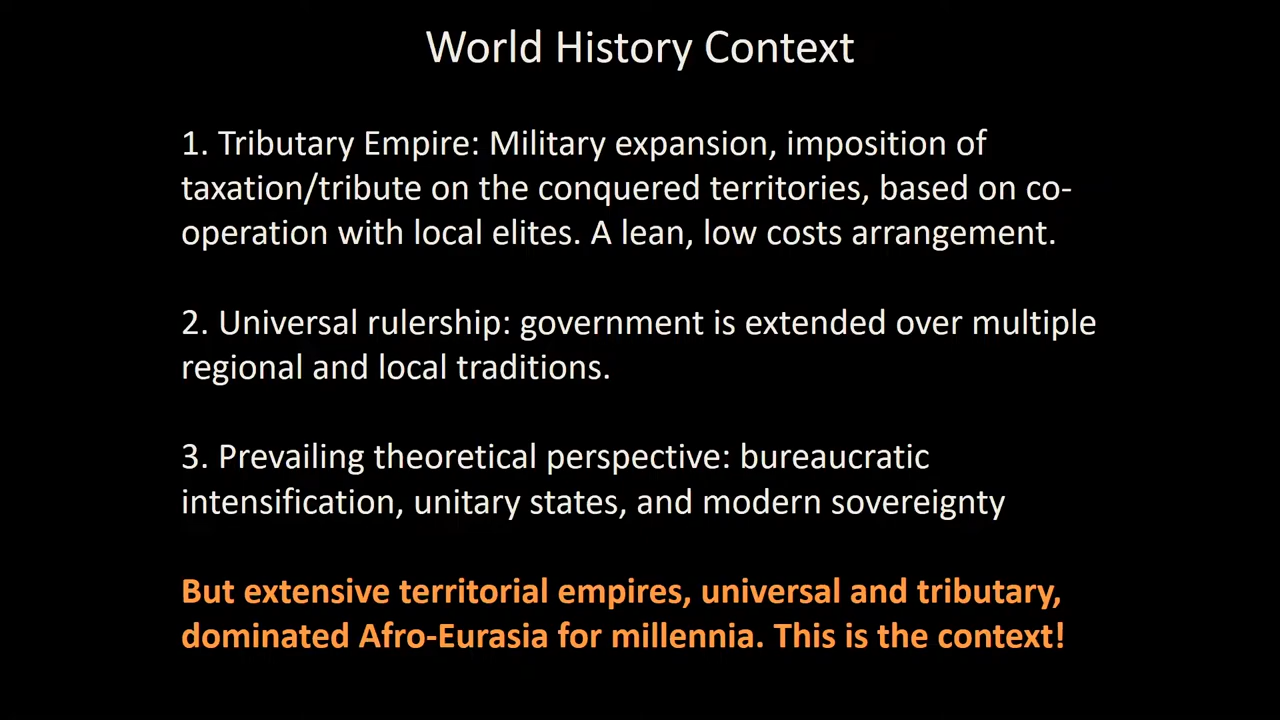 World History Context
1. Tributary Empire: Military expansion, imposition of
taxation/tribute on the conquered territories, based on co-
operation with local elites. A lean, low costs arrangement.
2. Universal rulership: government is extended over multiple
regional and local traditions.
3. Prevailing theoretical perspective: bureaucratic
intensification, unitary states, and modern sovereignty
But extensive territorial empires, universal and tributary,
dominated Afro-Eurasia for millennia. This is the context!